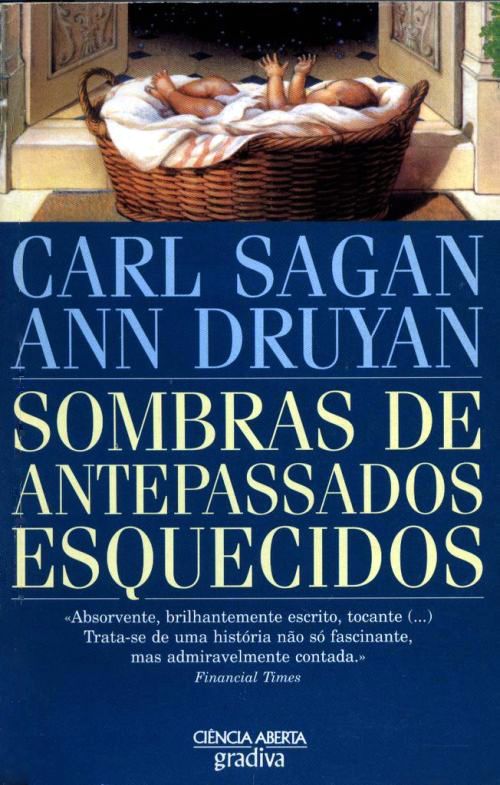 CARL SAGAN
ANN DRUYAN
SOMBRAS DE
ANTEPASSADOS
ESQUECIDOS
«Absorvente, brilhantemente escrito, tocante (...)
Trata-se de uma história não só fascinante,
mas admiravelmente contada.»
Financial Times
CIÊNCIA ABERTA
gradiva